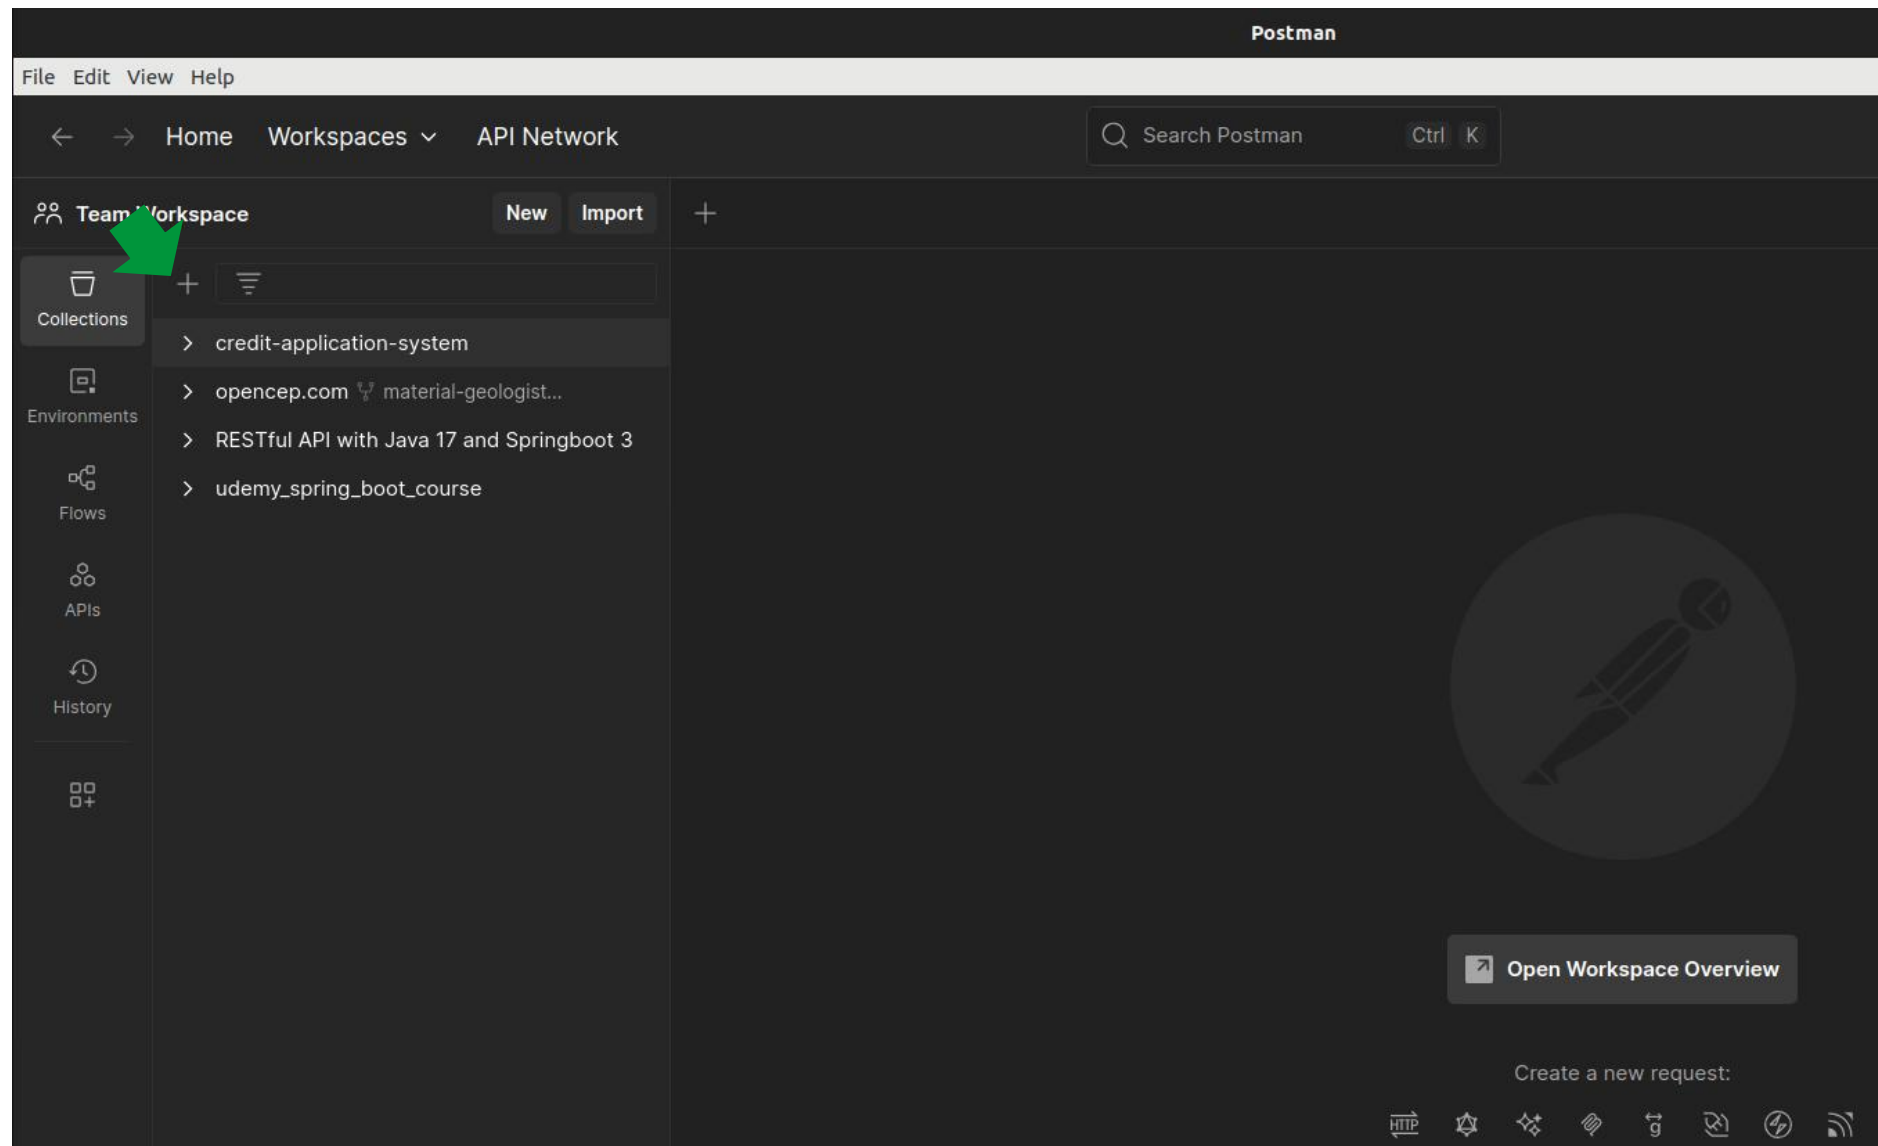 Postman
File Edit View Help
Home Workspaces API Network
Search Postman Ctrl K
Team Workspace New Import
Collections
credit-application-system
opencep.com material-geologist...
Environments
RESTful API with Java 17 and Springboot 3
udemy_spring_boot_course
Flows
APIs
History
Open Workspace Overview
Create a new request:
HTTP
g